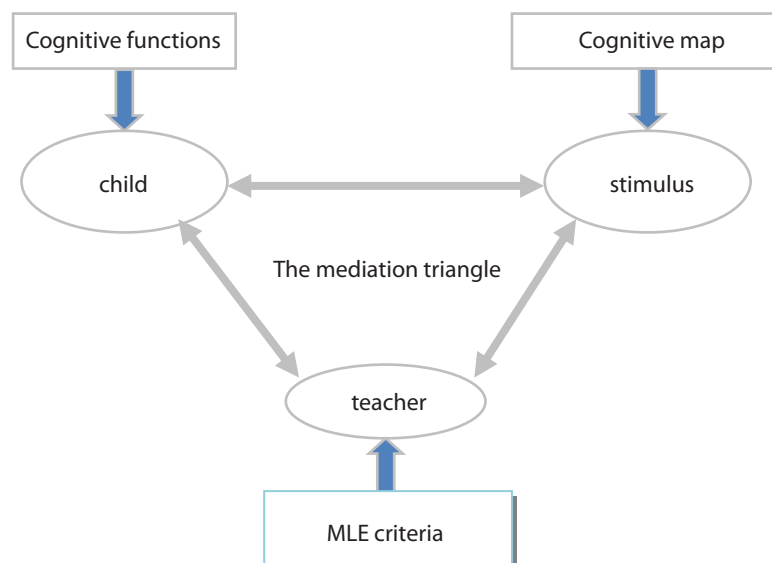 Cognitive functions
Cognitive map
child
stimulus
The mediation triangle
teacher
MLE criteria